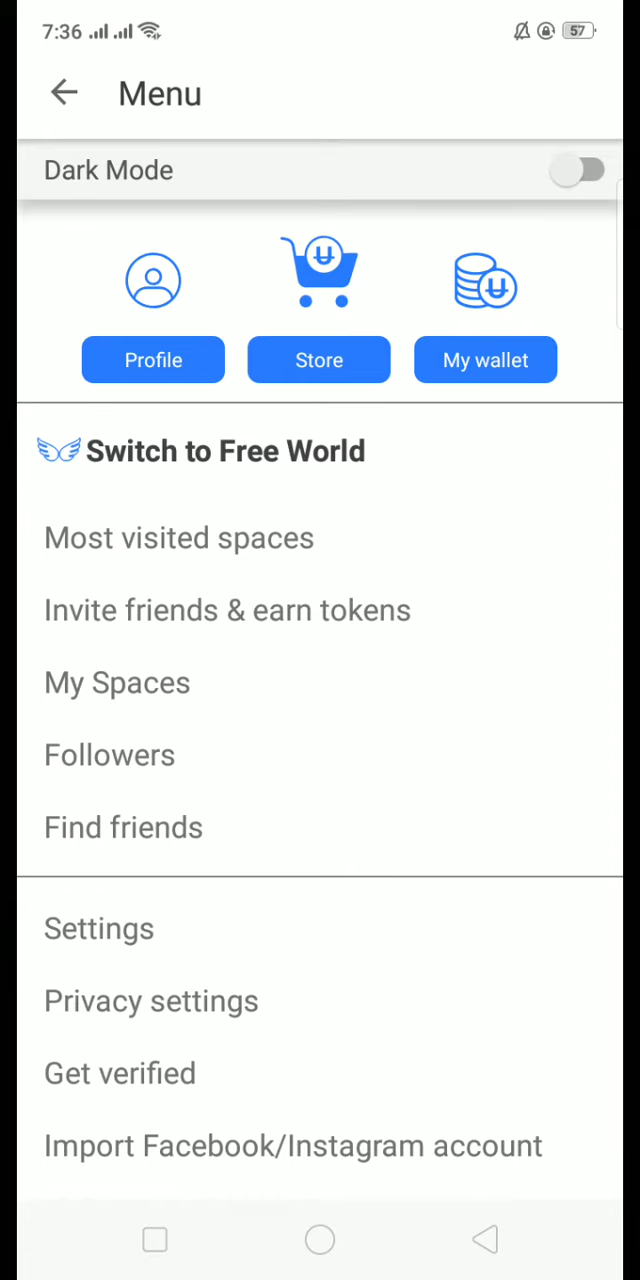 7:36
57
Menu
Dark Mode
Profile
Store
My wallet
Switch to Free World
Most visited spaces
Invite friends & earn tokens
My Spaces
Followers
Find friends
Settings
Privacy settings
Get verified
Import Facebook/Instagram account